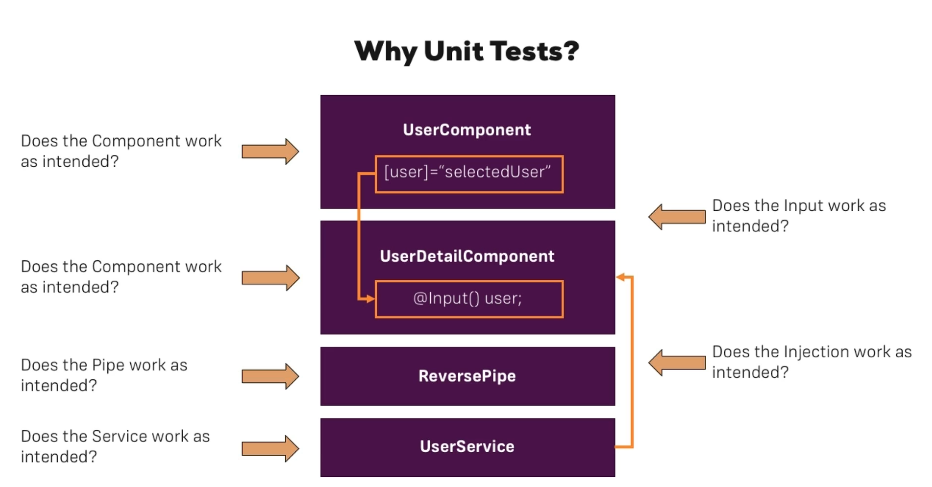 Why Unit Tests?
Does the Component work
as intended?
UserComponent
[user]=“selectedUser”
Does the Input work as
intended?
Does the Component work
as intended?
UserDetailComponent
@Input() user;
Does the Injection work as
intended?
Does the Pipe work as
intended?
ReversePipe
Does the Service work as
intended?
UserService